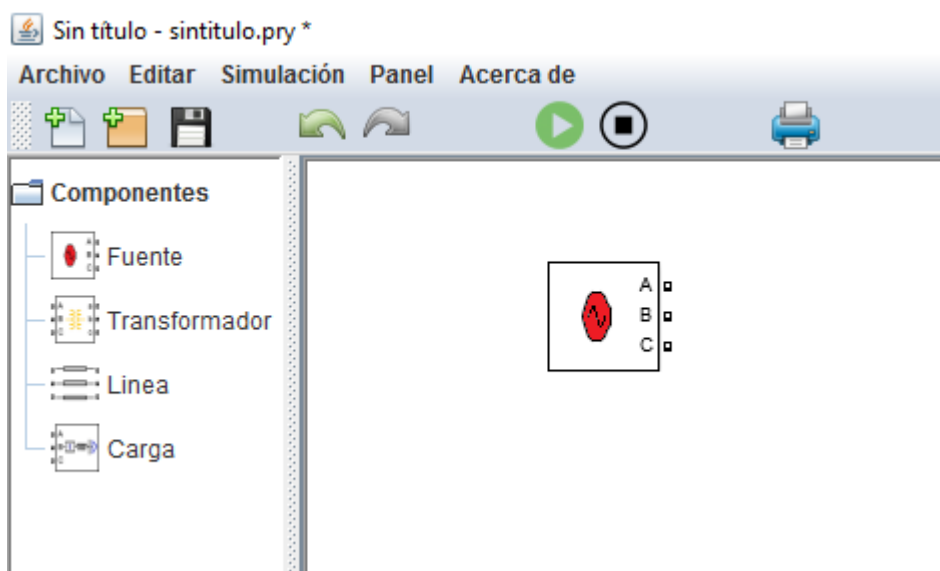 Sin título - sintitulo.pry *
Archivo Editar Simulación Panel Acerca de
Componentes
Fuente
Transformador
Linea
Carga
A
B
C